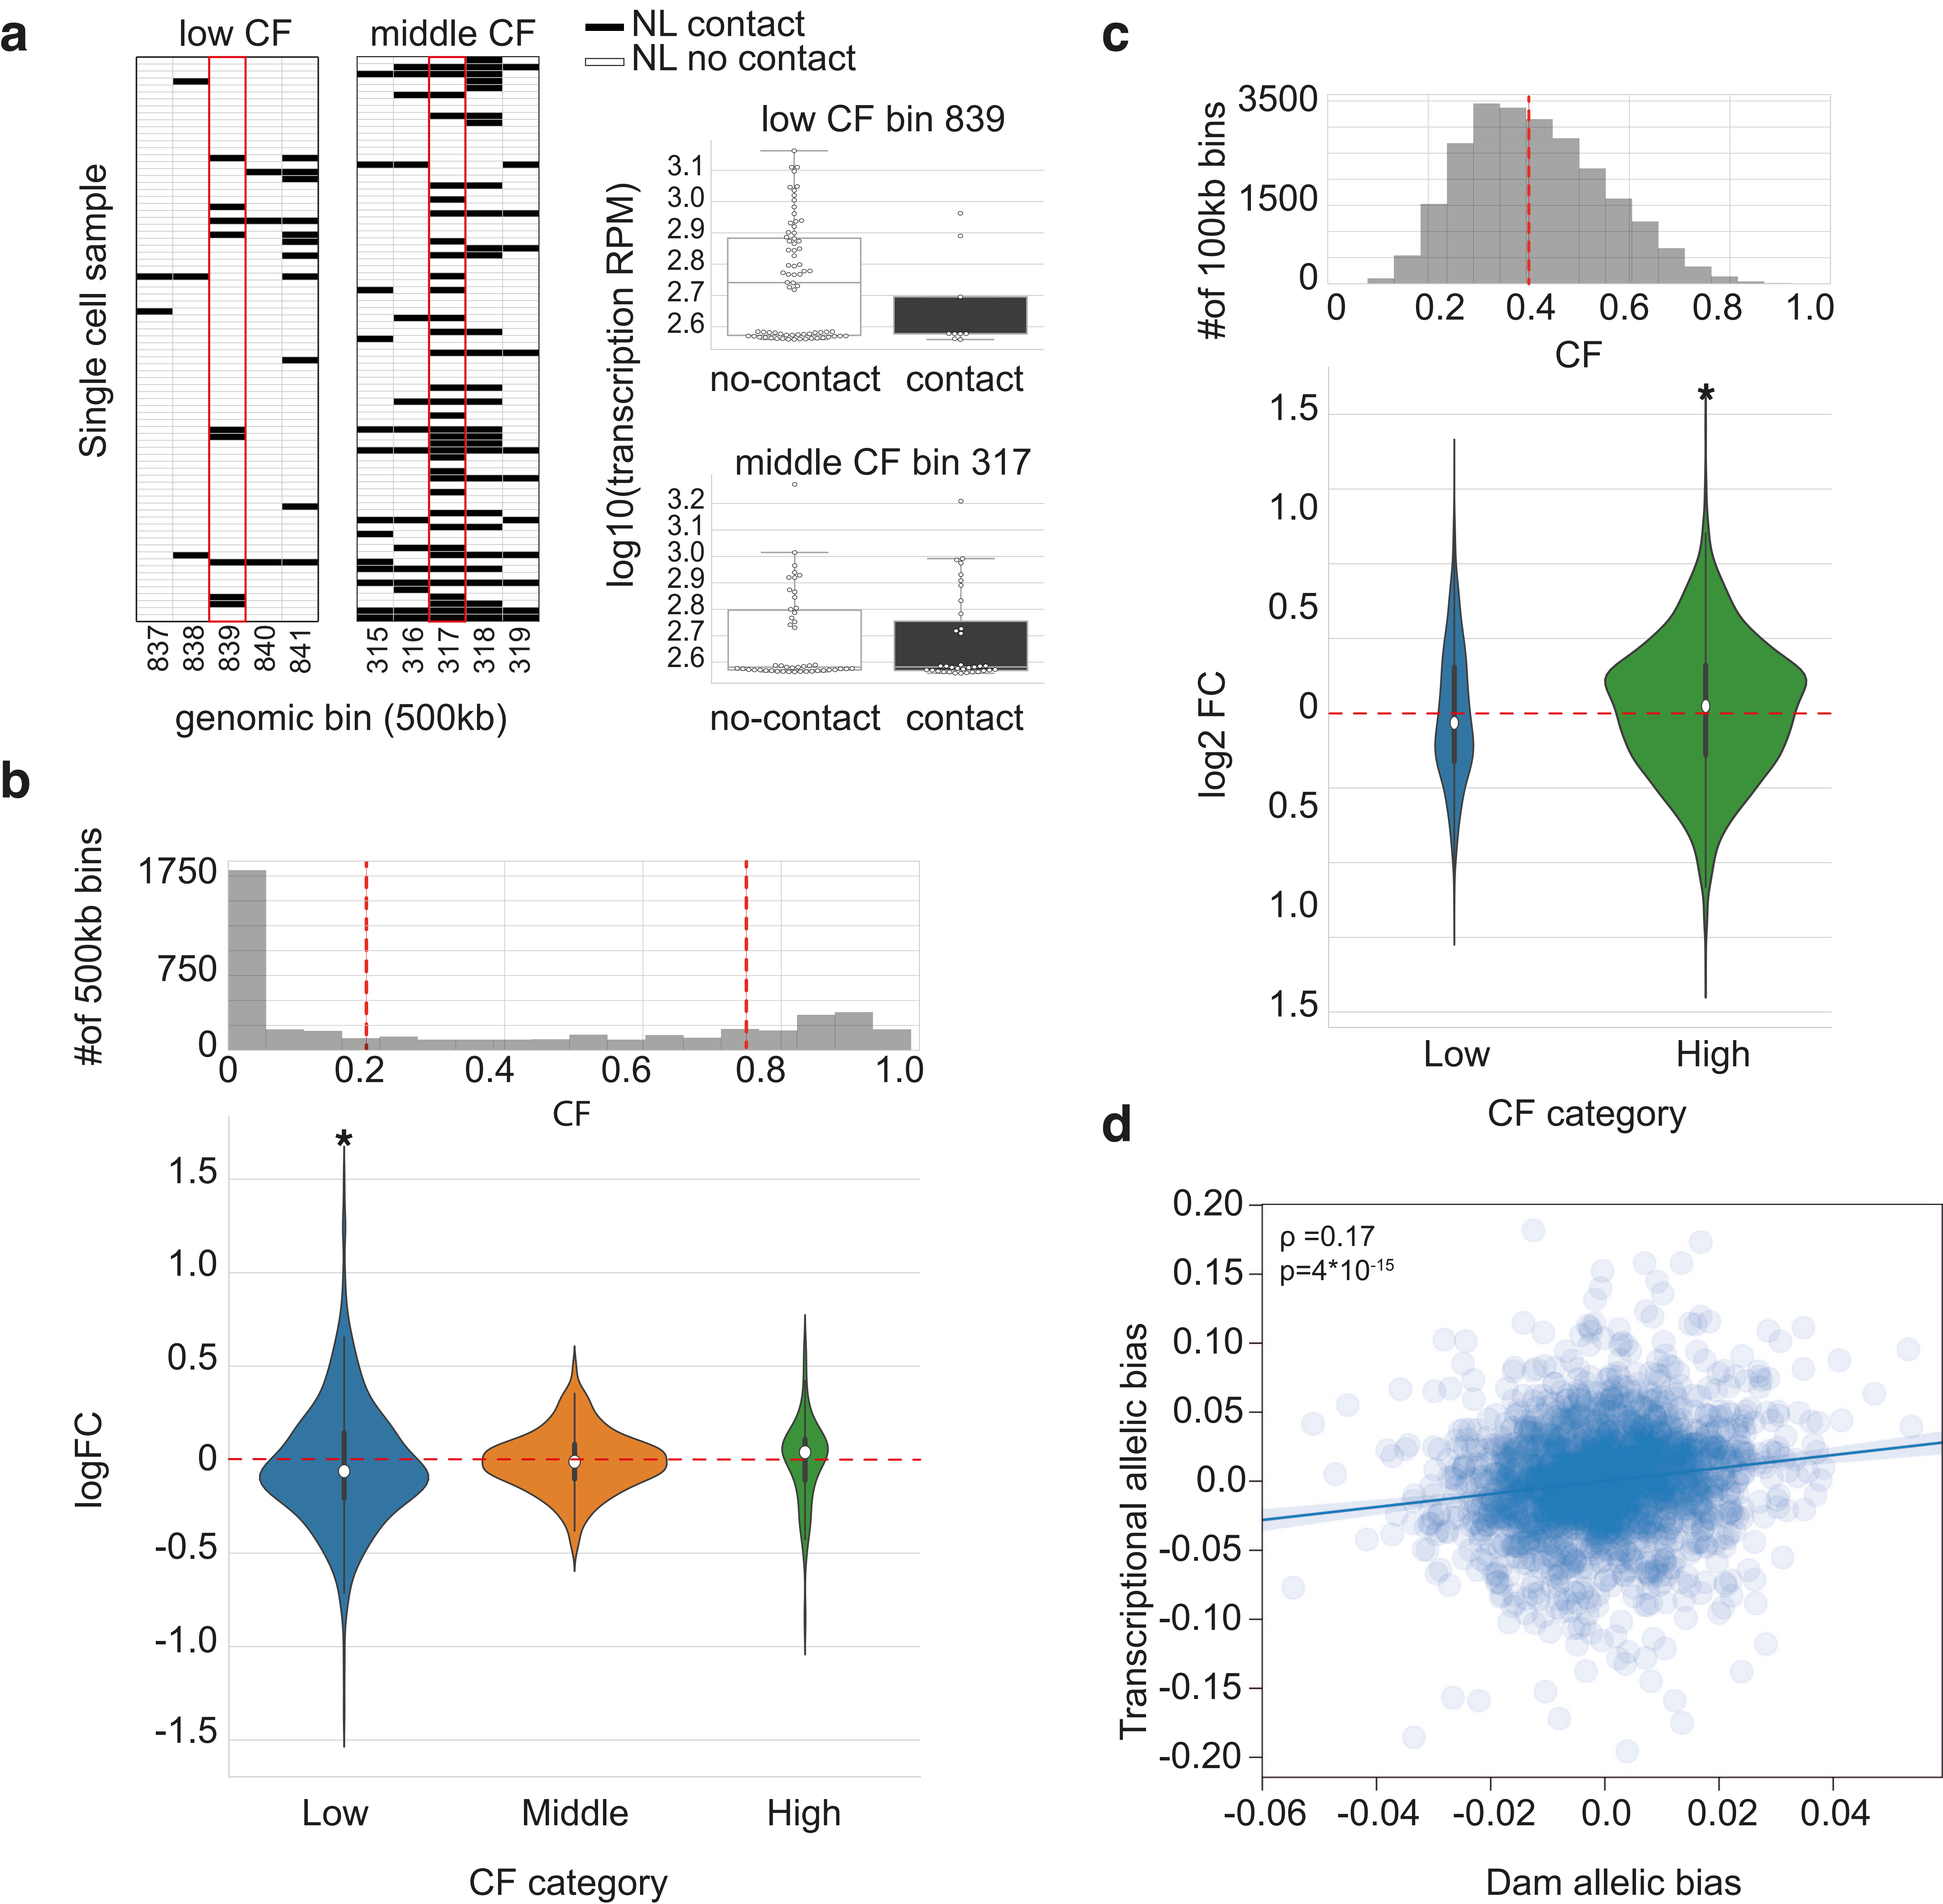 a
low CF
middle CF
NL contact
NL no contact
Single cell sample
837
838
839
840
841
315
316
317
318
319
genomic bin (500kb)
log10(transcription RPM)
low CF bin 839
3.1
3.0
2.9
2.8
2.7
2.6
no-contact contact
middle CF bin 317
3.2
3.1
3.0
2.9
2.8
2.7
2.6
no-contact contact
b
#of 500kb bins
1750
750
0
0 0.2 0.4 0.6 0.8 1.0
CF
*
logFC
1.5
1.0
0.5
0
-0.5
-1.0
-1.5
Low Middle High
CF category
c
#of 100kb bins
3500
1500
0
0 0.2 0.4 0.6 0.8 1.0
CF
*
log2 FC
1.5
1.0
0.5
0
0.5
1.0
1.5
Low High
CF category
d
Transcriptional allelic bias
0.20
0.15
0.10
0.05
0.0
-0.05
-0.10
-0.15
-0.20
ρ =0.17
p=4*10-15
-0.06 -0.04 -0.02 0.0 0.02 0.04
Dam allelic bias